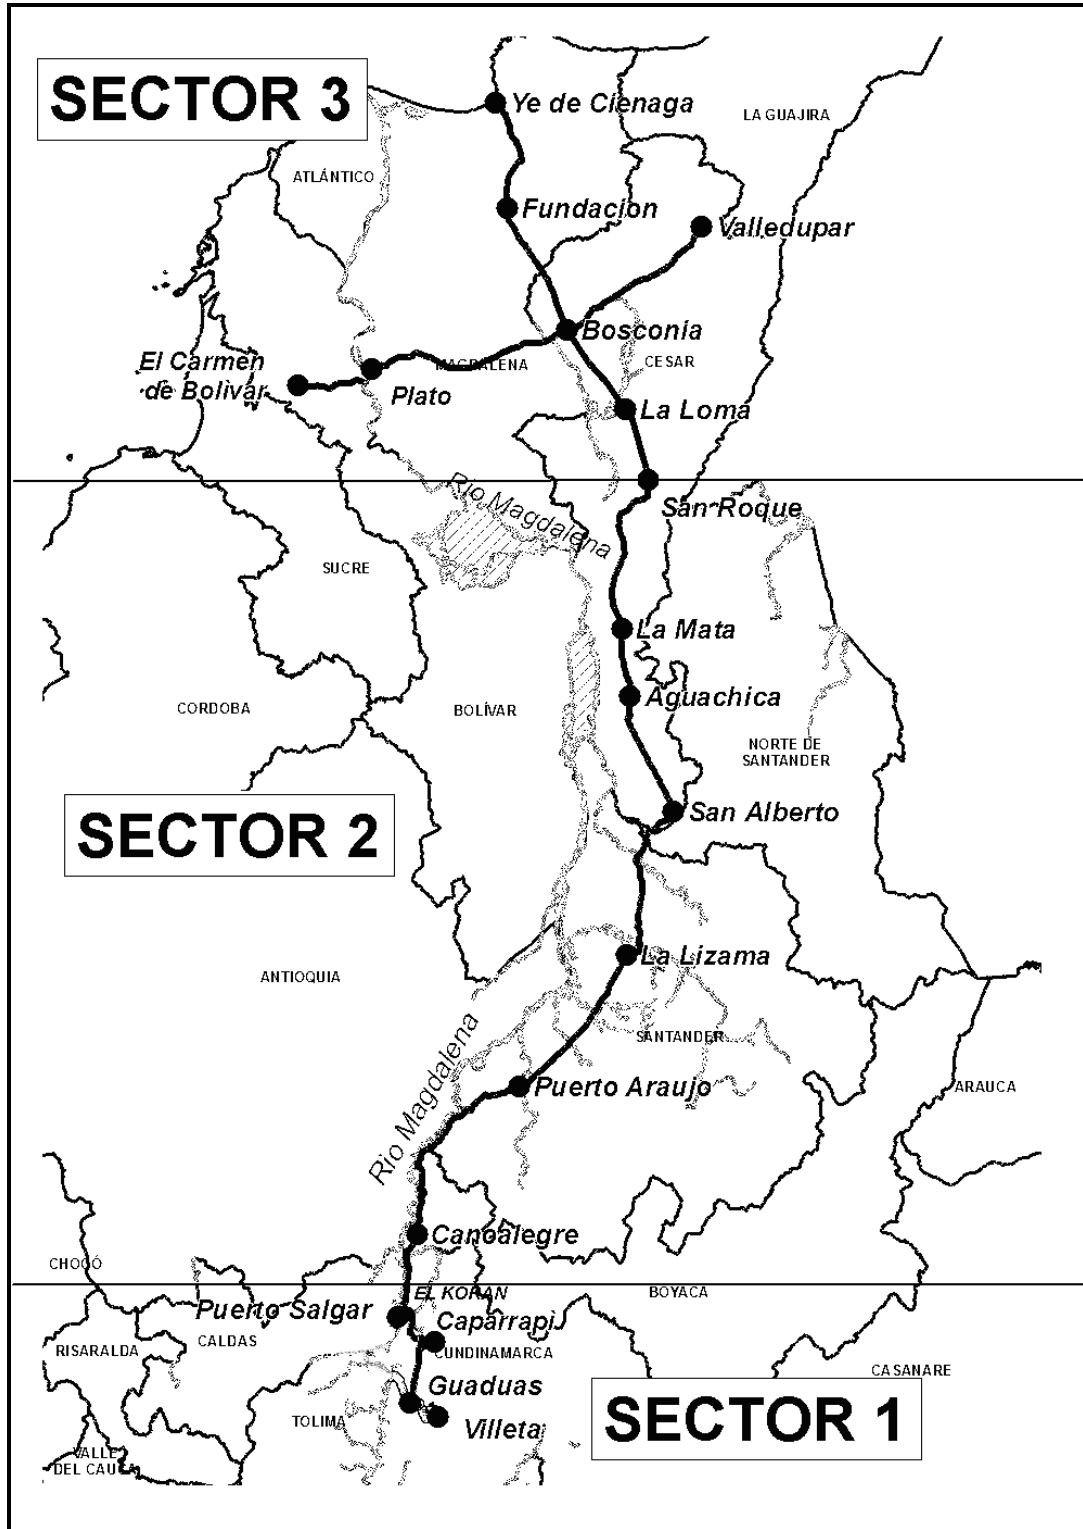 SECTOR 3
Ye de Cienaga
LA GUAJIRA
ATLÁNTICO
Fundacion
Valledupar
Bosconia
El Carmen
de Bolivar
MAGDALENA
CESAR
Plato
La Loma
Rio Magdalena
San Roque
SUCRE
La Mata
Aguachica
CORDOBA
BOLÍVAR
NORTE DE
SANTANDER
SECTOR 2
San Alberto
La Lizama
ANTIOQUIA
Rio Magdalena
SANTANDER
Puerto Araujo
ARAUCA
Canoalegre
CHOCÓ
EL KORAN
BOYACA
Puerto Salgar
Caparrapi
CALDAS
RISARALDA
CUNDINAMARCA
CASANARE
Guaduas
SECTOR 1
TOLIMA
Villeta
VALLE
DEL CAUCA